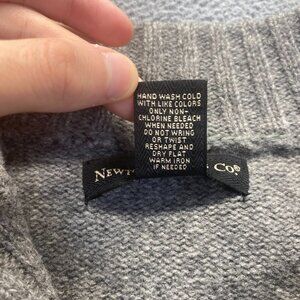 HAND WASH COLD
WITH LIKE COLORS
ONLY NON-
CHLORINE BLEACH
WHEN NEEDED
DO NOT WRING
OR TWIST
RESHAPE AND
DRY FLAT
WARM IRON
IF NEEDED
Co®